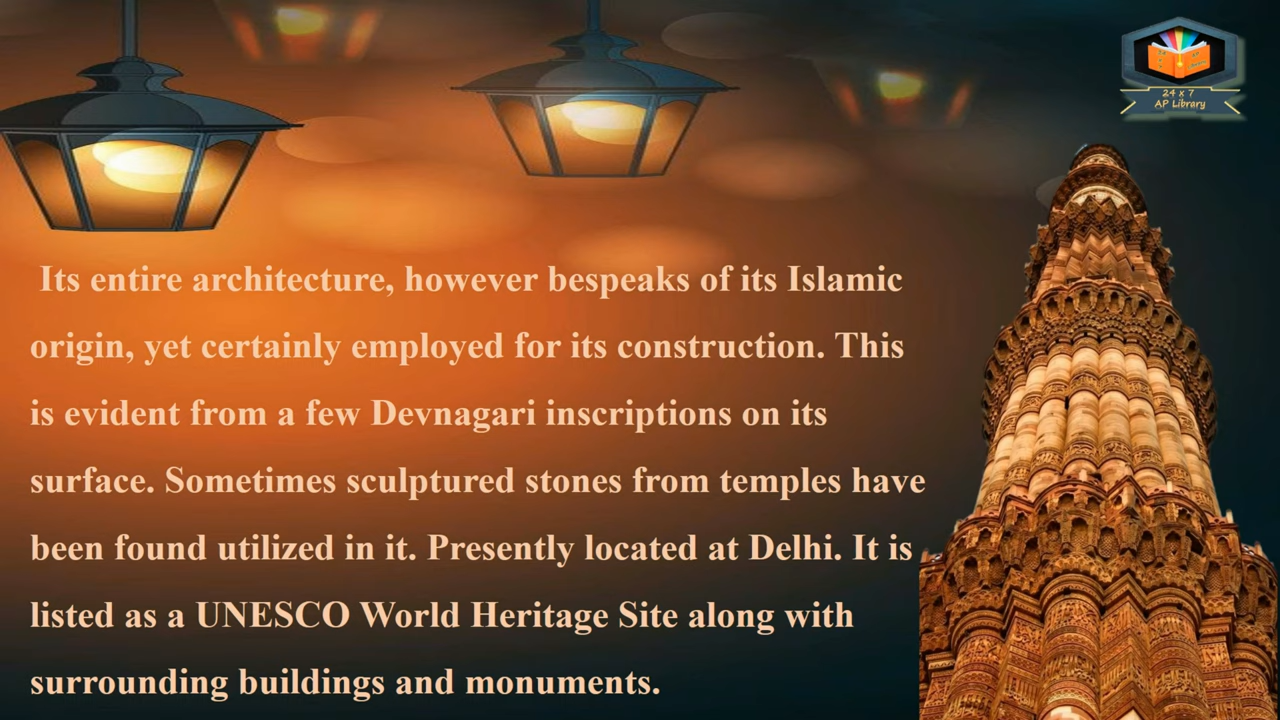 24 x 7
AP Library
Its entire architecture, however bespeaks of its Islamic
origin, yet certainly employed for its construction. This
is evident from a few Devnagari inscriptions on its
surface. Sometimes sculptured stones from temples have
been found utilized in it. Presently located at Delhi. It is
listed as a UNESCO World Heritage Site along with
surrounding buildings and monuments.